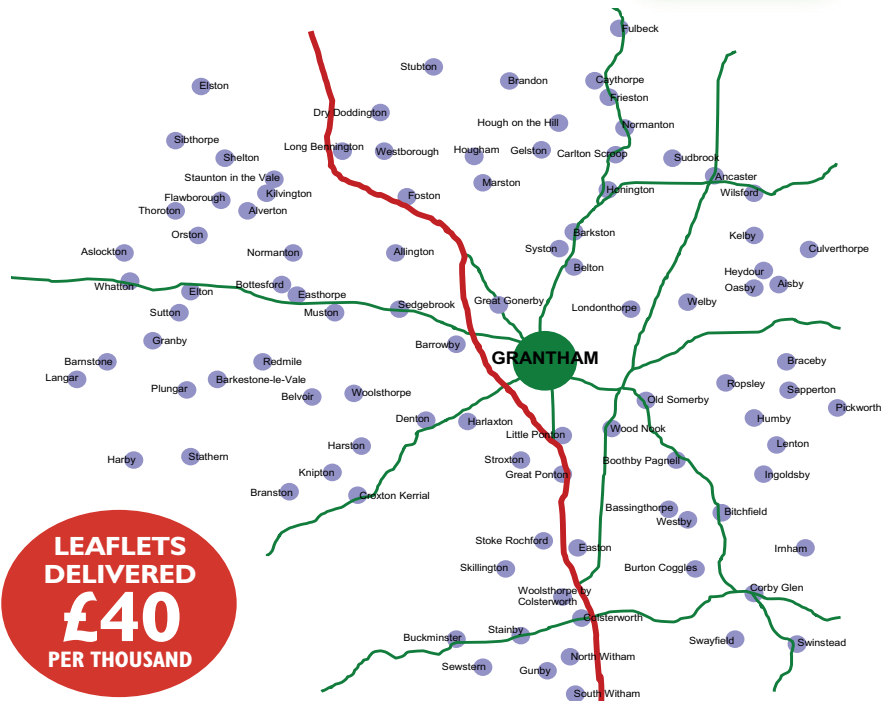 Fulbeck
Stubton
Brandon
Caythorpe
Elston
Frieston
Dry Doddington
Hough on the Hill
Normanton
Sibthorpe
Long Bennington
Westborough
Hougham
Gelston
Carlton Scroop
Sudbrook
Shelton
Staunton in the Vale
Marston
Ancaster
Flawborough
Kilvington
Foston
Honington
Wilsford
Thoroton
Alverton
Orston
Barkston
Kelby
Aslockton
Normanton
Allington
Syston
Culverthorpe
Belton
Heydour
Whatton
Elton
Bottesford
Easthorpe
Oasby
Aisby
Sutton
Muston
Sedgebrook
Great Gonerby
Londonthorpe
Welby
Granby
Barrowby
GRANTHAM
Barnstone
Redmile
Braceby
Langar
Plungar
Barkestone-le-Vale
Belvoir
Woolsthorpe
Ropsley
Sapperton
Old Somerby
Pickworth
Denton
Harlaxton
Little Ponton
Wood Nook
Humby
Harston
Lenton
Harby
Stathern
Stroxton
Boothby Pagnell
Knipton
Great Ponton
Ingoldsby
Branston
Croxton Kerrial
Bassingthorpe
Westby
Bitchfield
LEAFLETS
DELIVERED
£40
PER THOUSAND
Stoke Rochford
Easton
Irnham
Skillington
Burton Coggles
Woolsthorpe by
Colsterworth
Corby Glen
Colsterworth
Buckminster
Stainby
Swayfield
Swinstead
Sewstern
Gunby
North Witham
South Witham